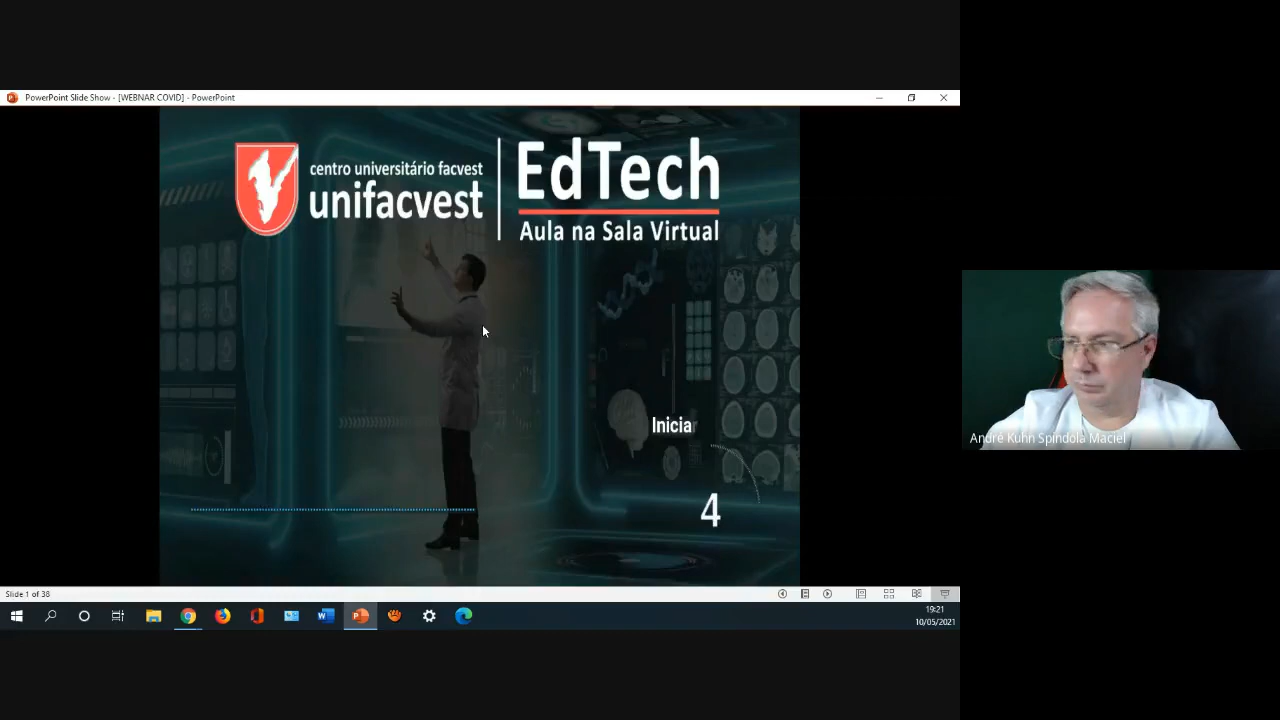 PowerPoint Slide Show - [WEBNAR COVID] - PowerPoint
centro universitário facvest
unifacvest
EdTech
Aula na Sala Virtual
Inicia
4
André Kuhn Spindola Maciel
Slide 1 of 38
19:21
10/05/2021